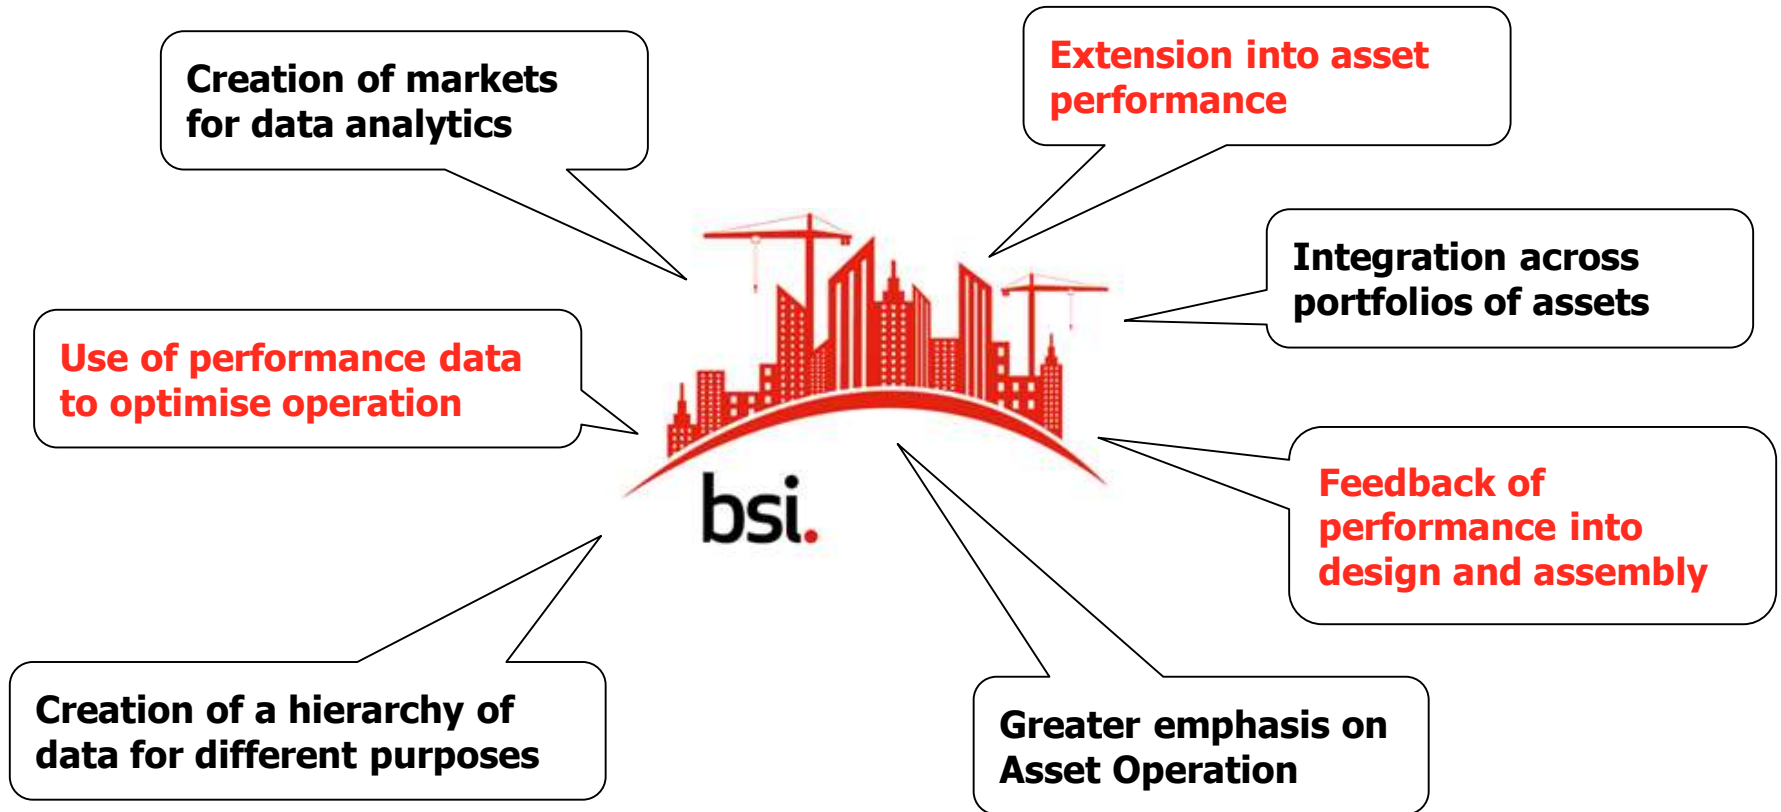 Creation of markets
for data analytics
Extension into asset
performance
Integration across
portfolios of assets
Use of performance data
to optimise operation
bsi.
Feedback of
performance into
design and assembly
Creation of a hierarchy of
data for different purposes
Greater emphasis on
Asset Operation